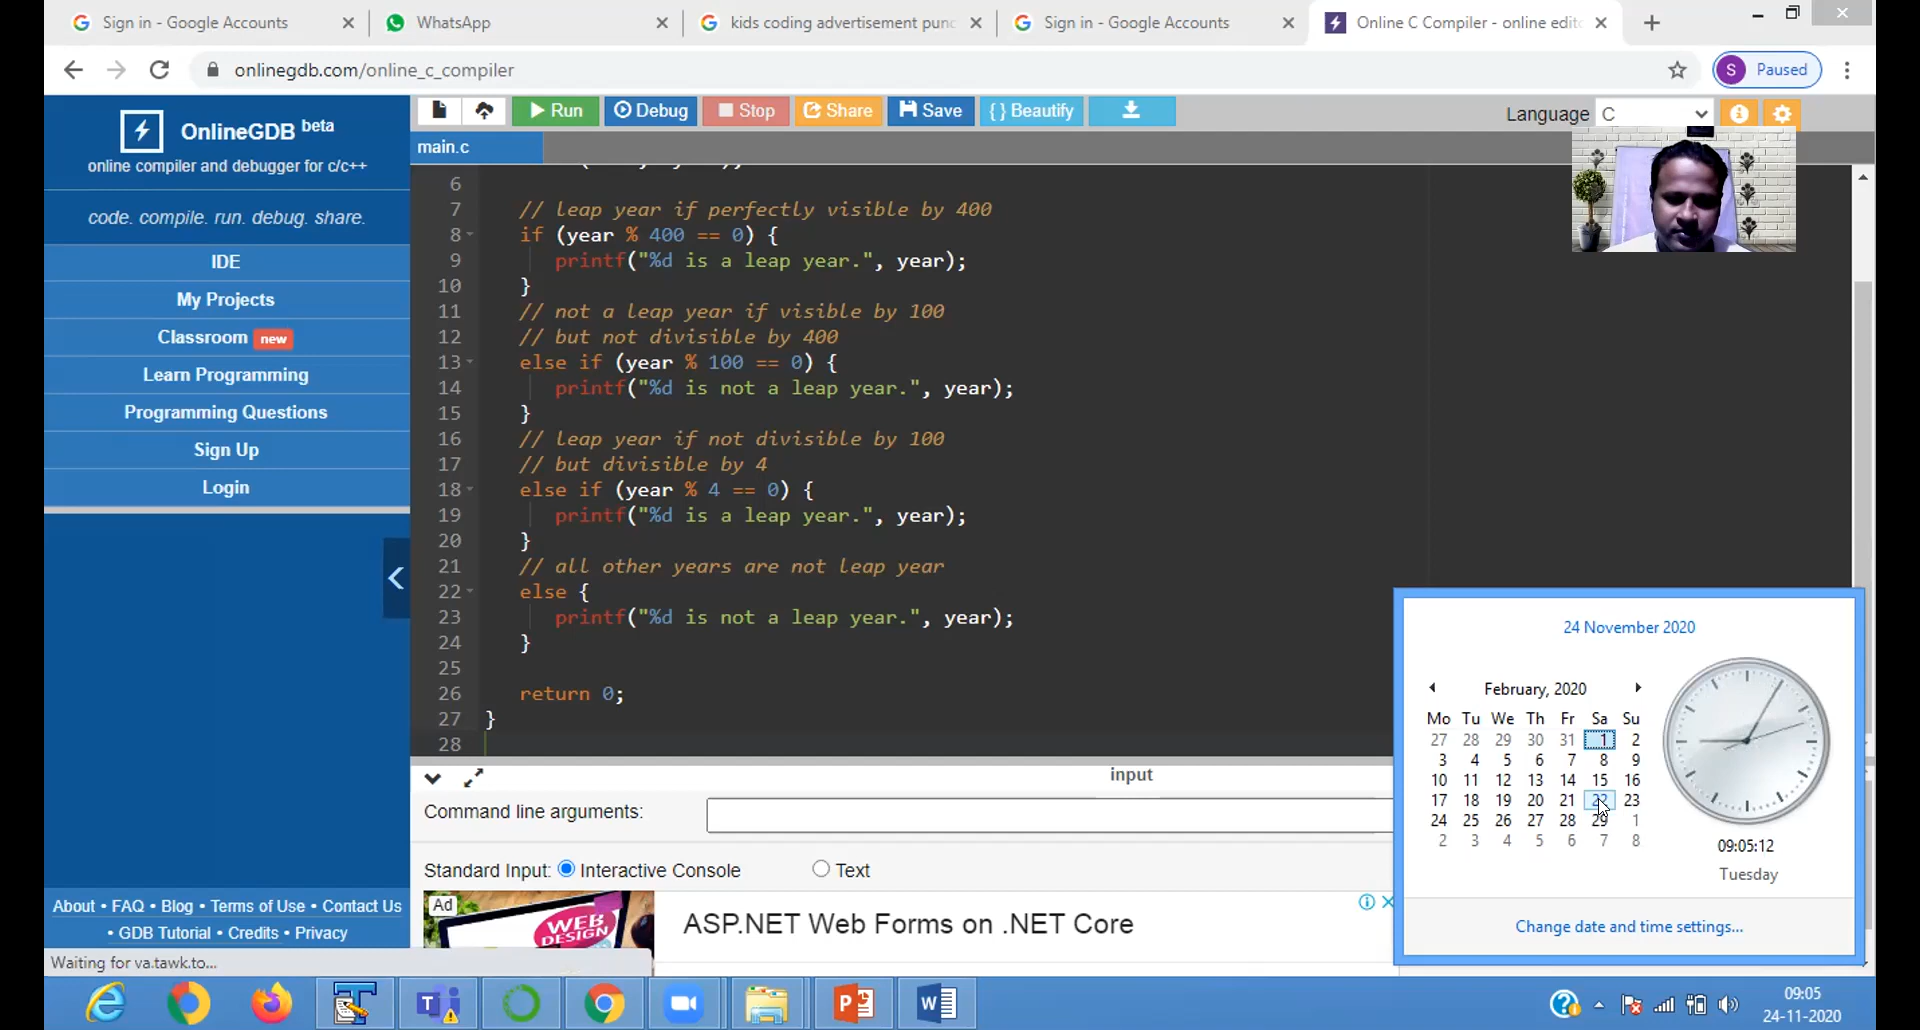 Sign in - Google Accounts
WhatsApp
kids coding advertisement punc
Sign in - Google Accounts
Online C Compiler - online edit
onlinegdb.com/online_c_compiler
S Paused
OnlineGDB beta
online compiler and debugger for c/c++
code. compile. run. debug. share.
IDE
My Projects
Classroom new
Learn Programming
Programming Questions
Sign Up
Login
About • FAQ • Blog • Terms of Use • Contact Us
• GDB Tutorial • Credits • Privacy
Waiting for va.tawk.to...
Run Debug Stop Share Save { } Beautify
Language C
main.c
6
7 // leap year if perfectly visible by 400
8 if (year % 400 == 0) {
9 printf("%d is a leap year.", year);
10 }
11 // not a leap year if visible by 100
12 // but not divisible by 400
13 else if (year % 100 == 0) {
14 printf("%d is not a leap year.", year);
15 }
16 // leap year if not divisible by 100
17 // but divisible by 4
18 else if (year % 4 == 0) {
19 printf("%d is a leap year.", year);
20 }
21 // all other years are not leap year
22 else {
23 printf("%d is not a leap year.", year);
24 }
25
26 return 0;
27 }
28
input
Command line arguments:
Standard Input: Interactive Console Text
Ad
WEB
DESIGN
ASP.NET Web Forms on .NET Core
24 November 2020
February, 2020
Mo Tu We Th Fr Sa Su
27 28 29 30 31 1 2
3 4 5 6 7 8 9
10 11 12 13 14 15 16
17 18 19 20 21 22 23
24 25 26 27 28 29 1
2 3 4 5 6 7 8
09:05:12
Tuesday
Change date and time settings...
09:05
24-11-2020